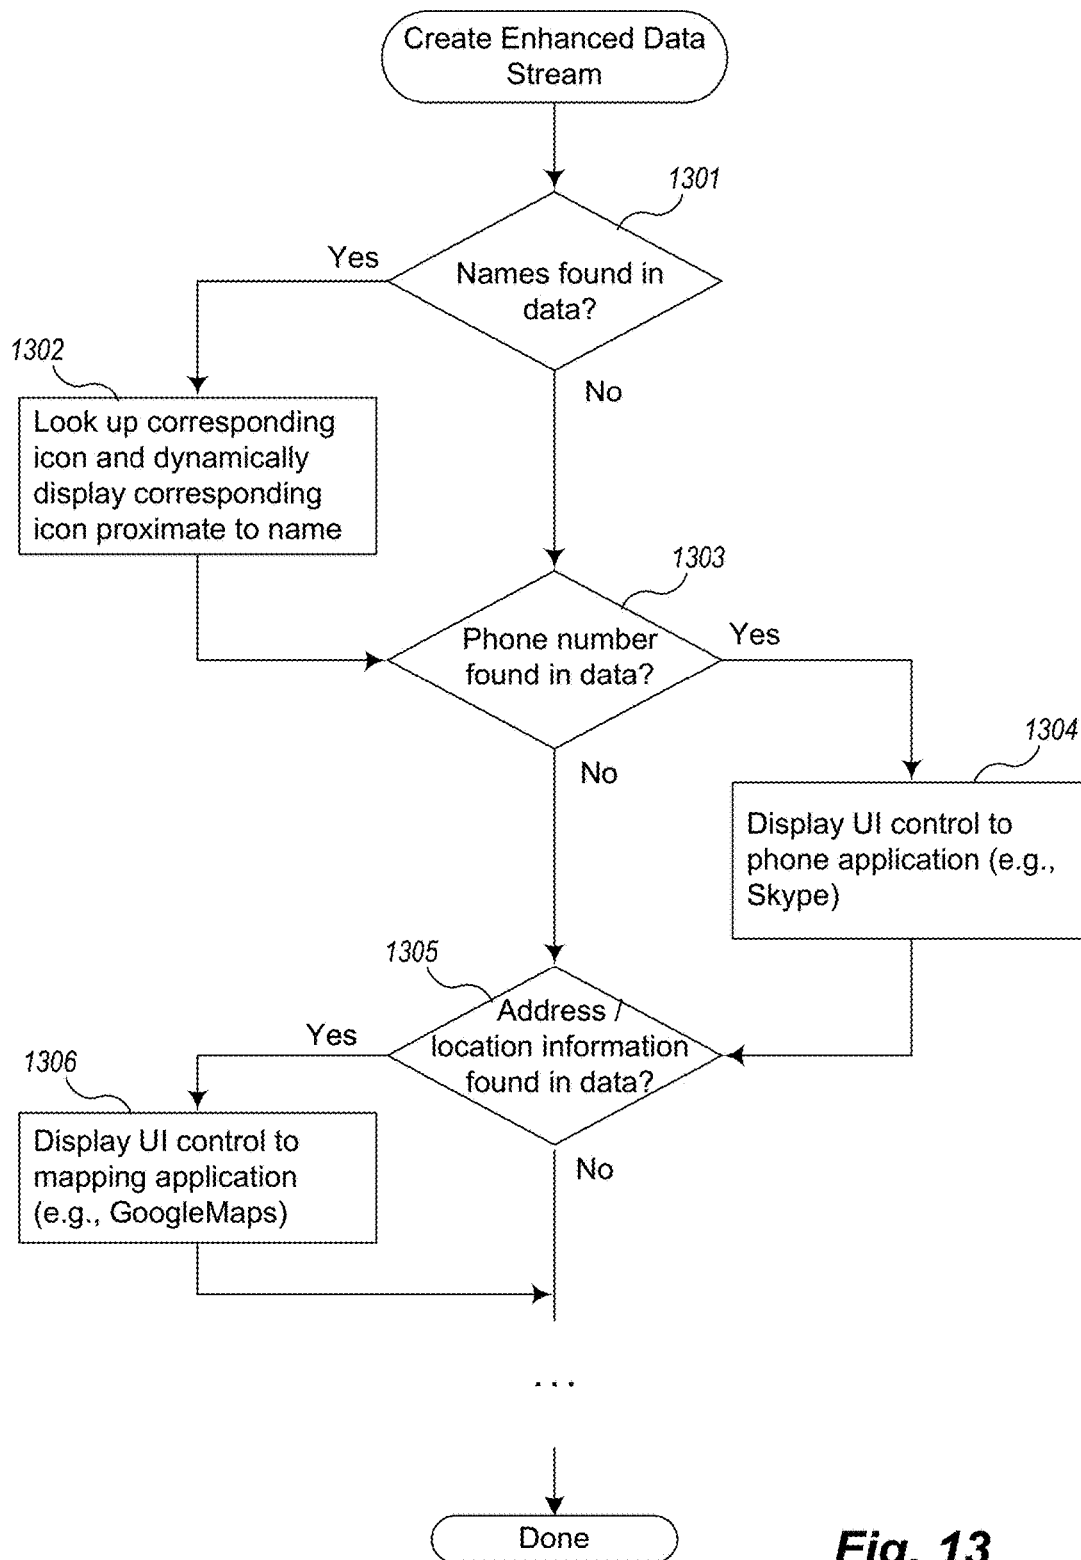 Create Enhanced Data
Stream
1301
Yes
Names found in
data?
1302
No
Look up corresponding
icon and dynamically
display corresponding
icon proximate to name
1303
Phone number
found in data?
Yes
1304
No
Display UI control to
phone application (e.g.,
Skype)
1305
Address /
location information
found in data?
Yes
1306
No
Display UI control to
mapping application
(e.g., GoogleMaps)
...
Done
Fig. 13